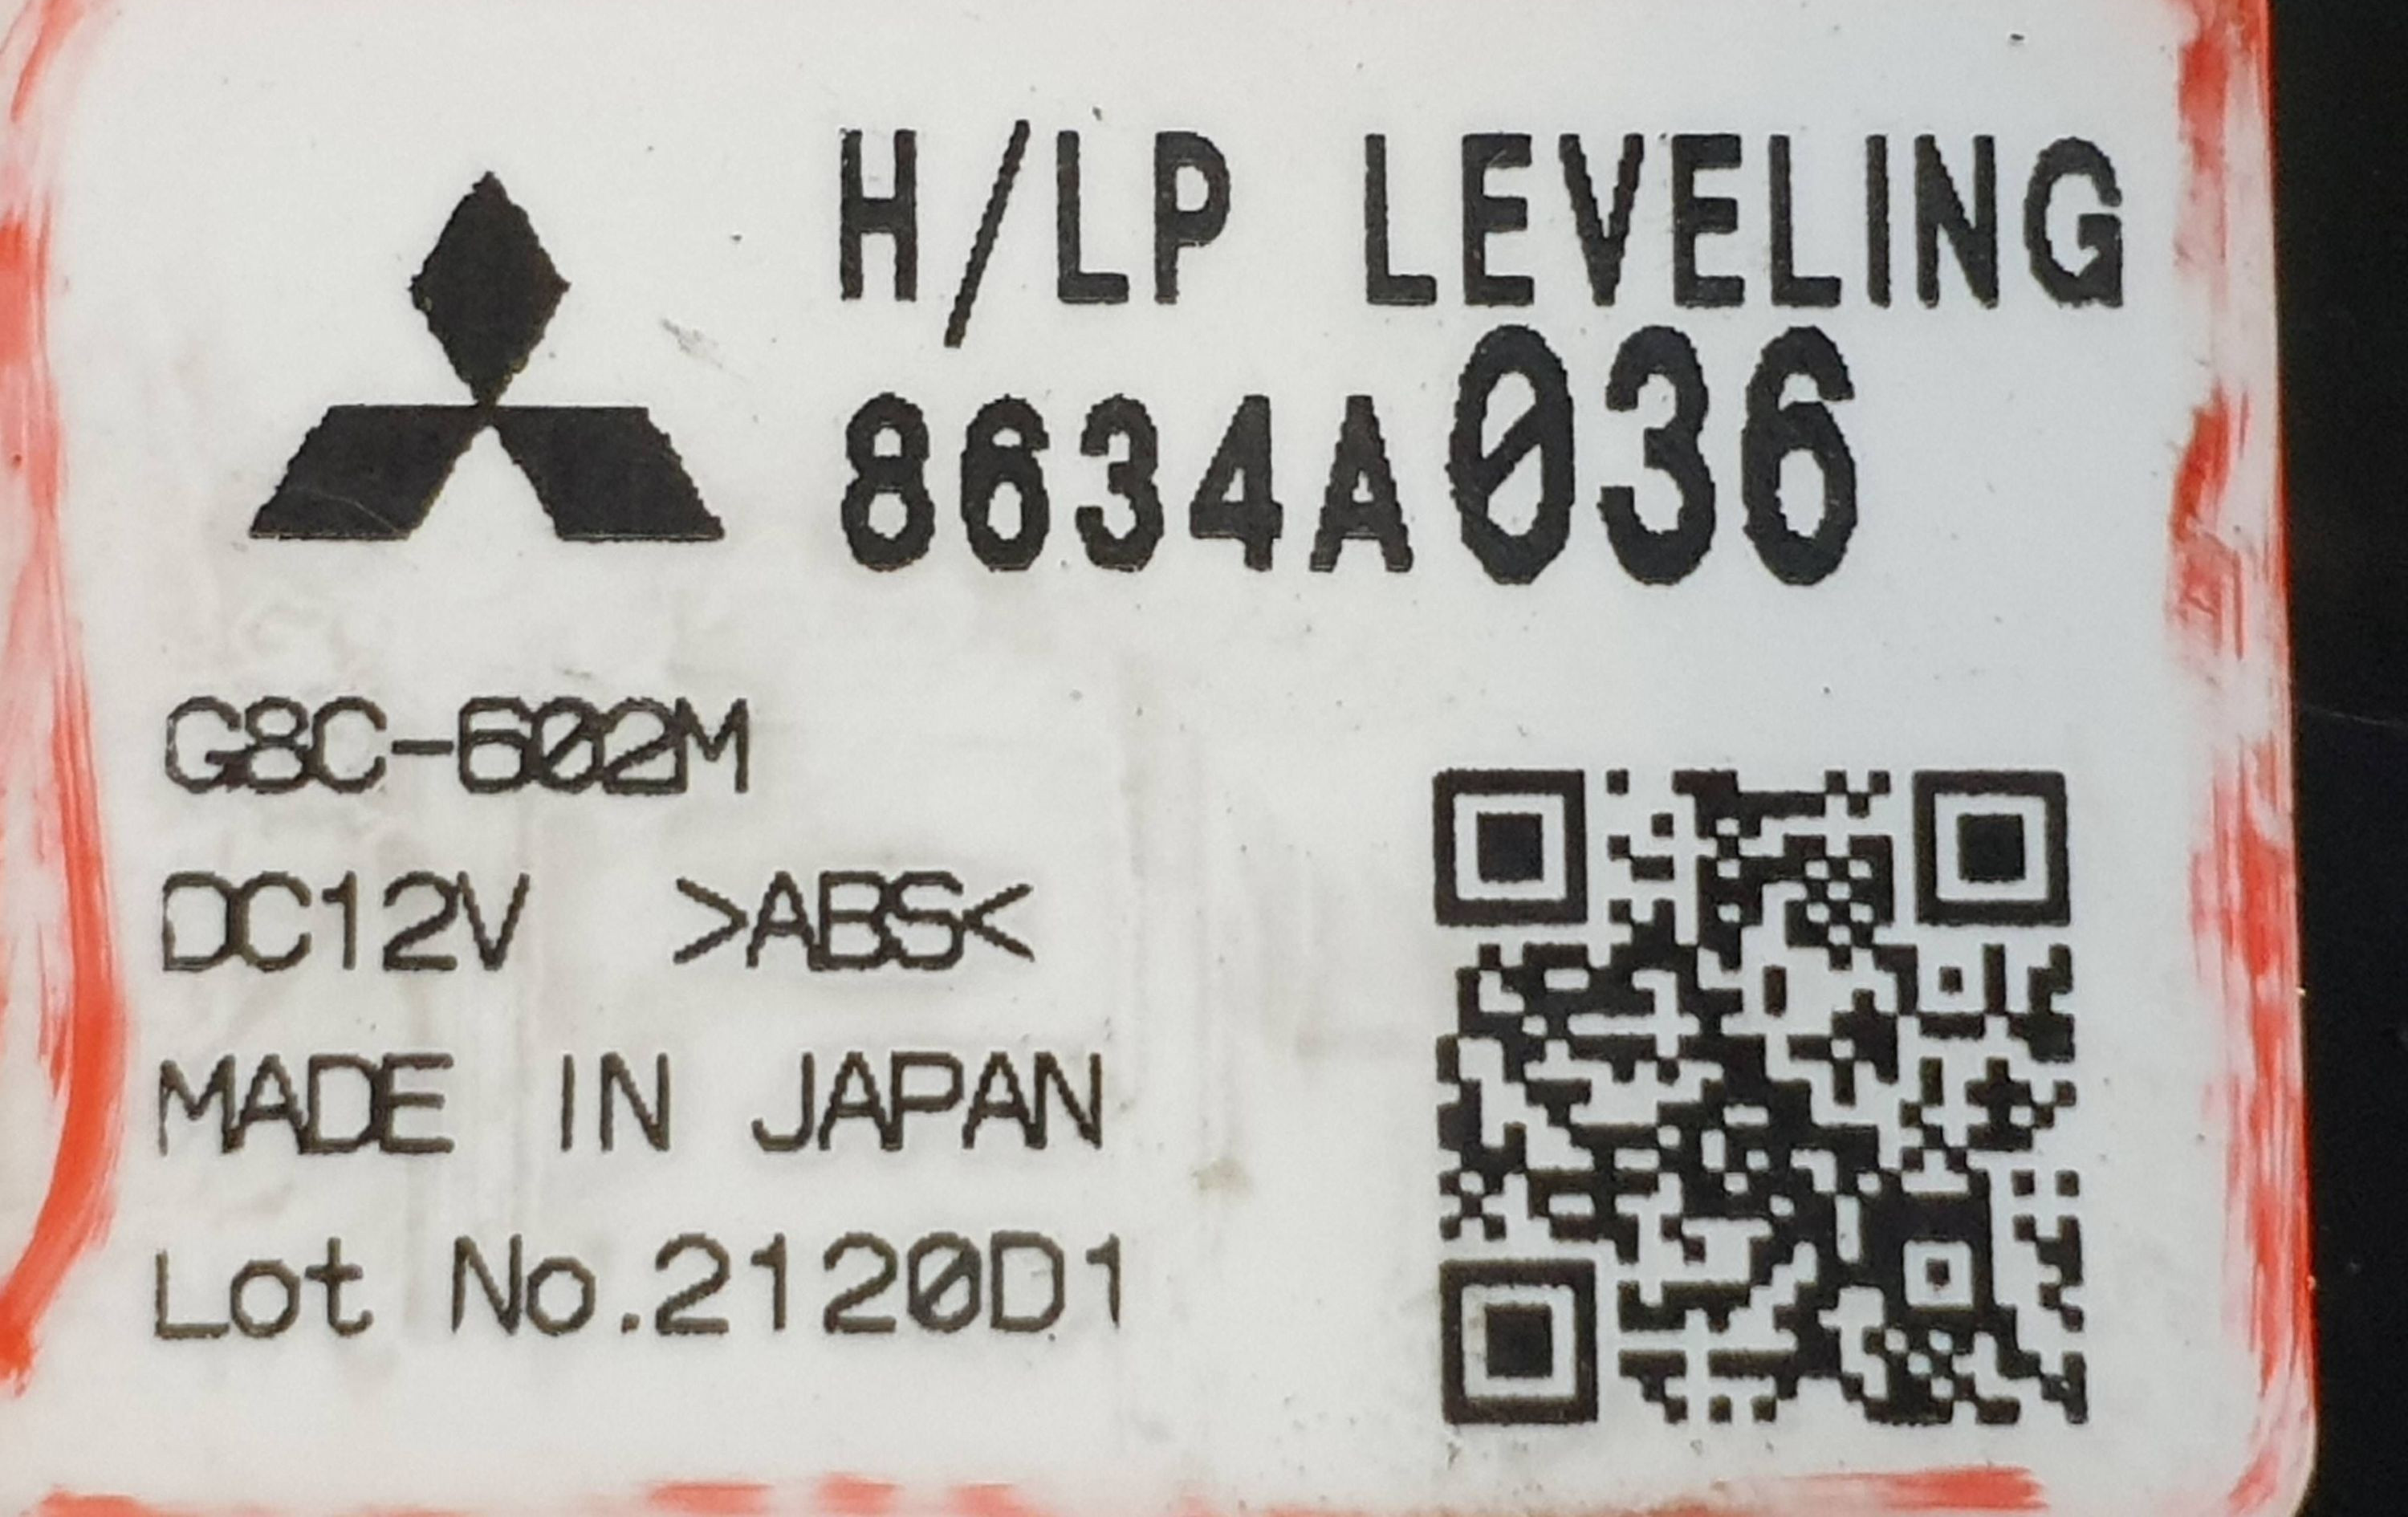 H/LP LEVELING
8634A036
G8C-602M
DC12V >ABS<
MADE IN JAPAN
Lot No.2120D1